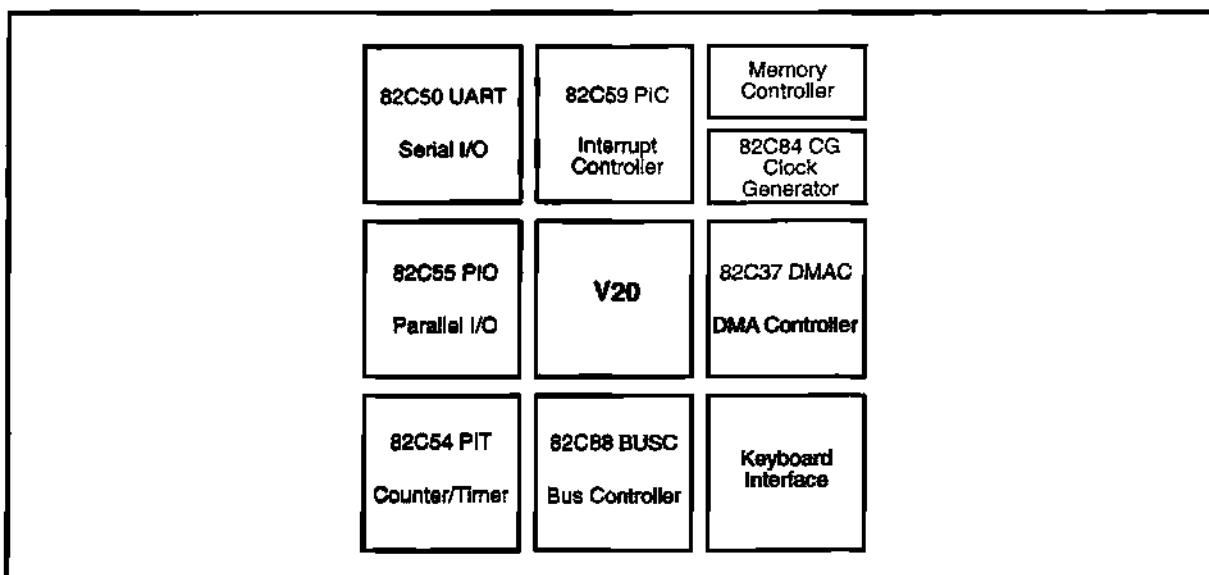 82C50 UART
Serial I/O
82C59 PIC
Interrupt
Controller
Memory
Controller
82C84 CG
Clock
Generator
82C55 PIO
Parallel I/O
V20
82C37 DMAC
DMA Controller
82C54 PIT
Counter/Timer
82C88 BUSC
Bus Controller
Keyboard
Interface